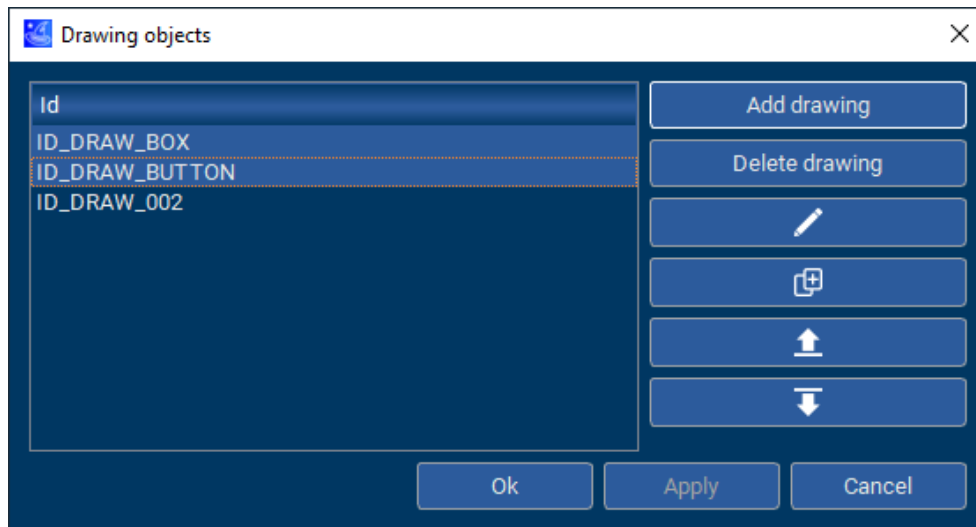 Drawing objects
Id
ID_DRAW_BOX
ID_DRAW_BUTTON
ID_DRAW_002
Add drawing
Delete drawing
Ok
Apply
Cancel